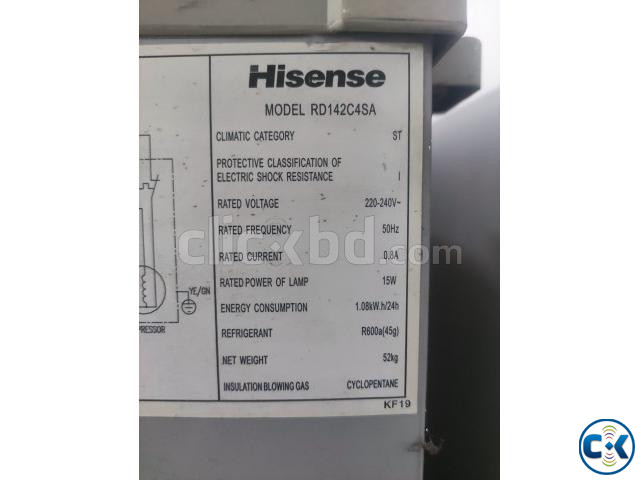 Hisense
MODEL RD142C4SA
CLIMATIC CATEGORY ST
PROTECTIVE CLASSIFICATION OF
ELECTRIC SHOCK RESISTANCE I
RATED VOLTAGE 220-240V~
RATED FREQUENCY 50Hz
clickbd.com
RATED CURRENT 0.8A
RATED POWER OF LAMP 15W
YE/GN
ENERGY CONSUMPTION 1.08kW.h/24h
PRESSOR
REFRIGERANT R600a(45g)
NET WEIGHT 52kg
INSULATION BLOWING GAS CYCLOPENTANE
KF19
CK